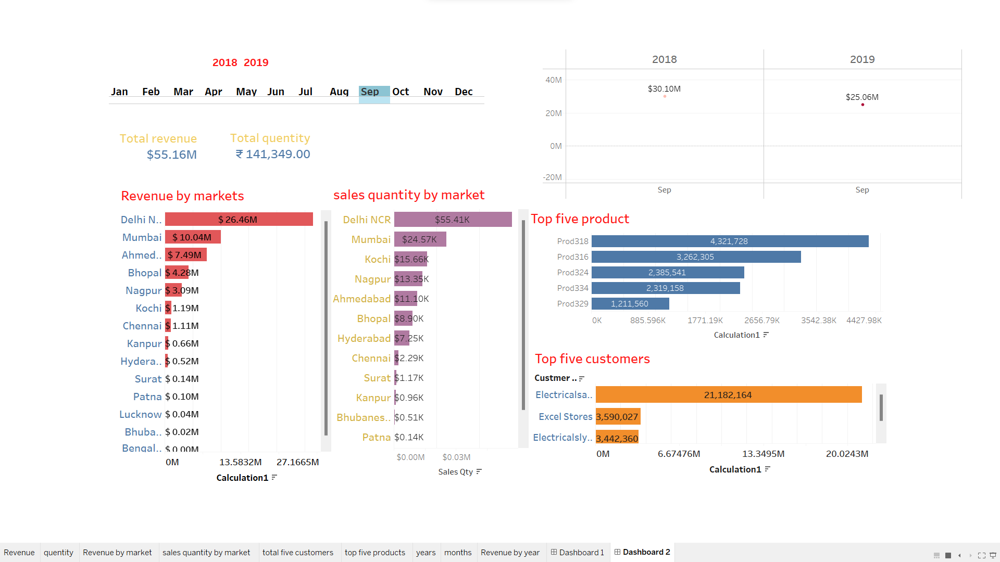 2018 2019
Jan Feb Mar Apr May Jun Jul Aug Sep Oct Nov Dec
Total revenue
$55.16M
Total quentity
₹ 141,349.00
2018 2019
40M
20M
0M
-20M
$30.10M
$25.06M
Sep Sep
Revenue by markets
Delhi N.. $ 26.46M
Mumbai $ 10.04M
Ahmed.. $ 7.49M
Bhopal $ 4.28M
Nagpur $ 3.09M
Kochi $ 1.19M
Chennai $ 1.11M
Kanpur $ 0.66M
Hydera.. $ 0.52M
Surat $ 0.14M
Patna $ 0.10M
Lucknow $ 0.04M
Bhuba.. $ 0.02M
Bengal.. $ 0.00M
0M 13.5832M 27.1665M
Calculation1
sales quantity by market
Delhi NCR $55.41K
Mumbai $24.57K
Kochi $15.66K
Nagpur $13.35K
Ahmedabad $11.10K
Bhopal $8.90K
Hyderabad $7.25K
Chennai $2.29K
Surat $1.17K
Kanpur $0.96K
Bhubanes.. $0.51K
Patna $0.14K
$0.00M $0.03M
Sales Qty
Top five product
Prod318 4,321,728
Prod316 3,262,305
Prod324 2,385,541
Prod334 2,319,158
Prod329 1,211,560
0K 885.596K 1771.19K 2656.79K 3542.38K 4427.98K
Calculation1
Top five customers
Custmer ..
Electricalsa.. 21,182,164
Excel Stores 3,590,027
Electricalsly.. 3,442,360
0M 6.67476M 13.3495M 20.0243M
Calculation1
Revenue quentity Revenue by market sales quantity by market total five customers top five products years months Revenue by year Dashboard 1 Dashboard 2